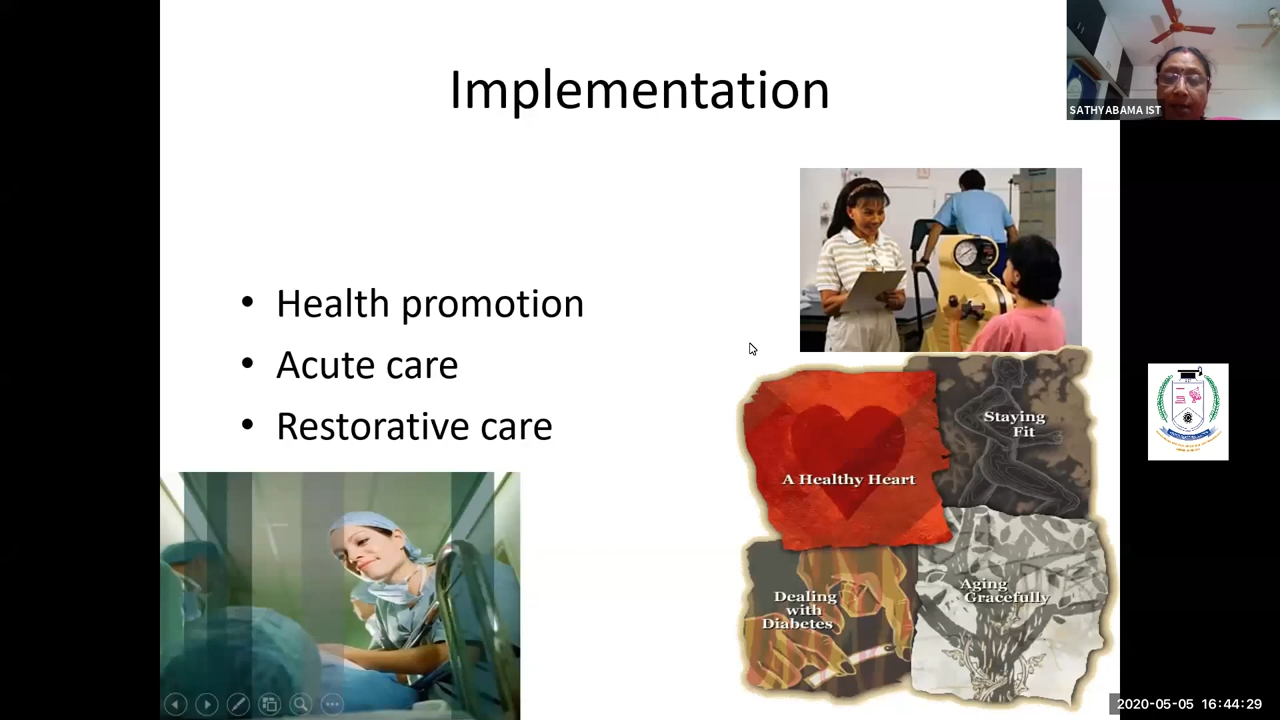 Implementation
SATHYABAMA IST
• Health promotion
• Acute care
• Restorative care
Staying
Fit
A Healthy Heart
Dealing
with
Diabetes
Aging
Gracefully
2020-05-05 16:44:29